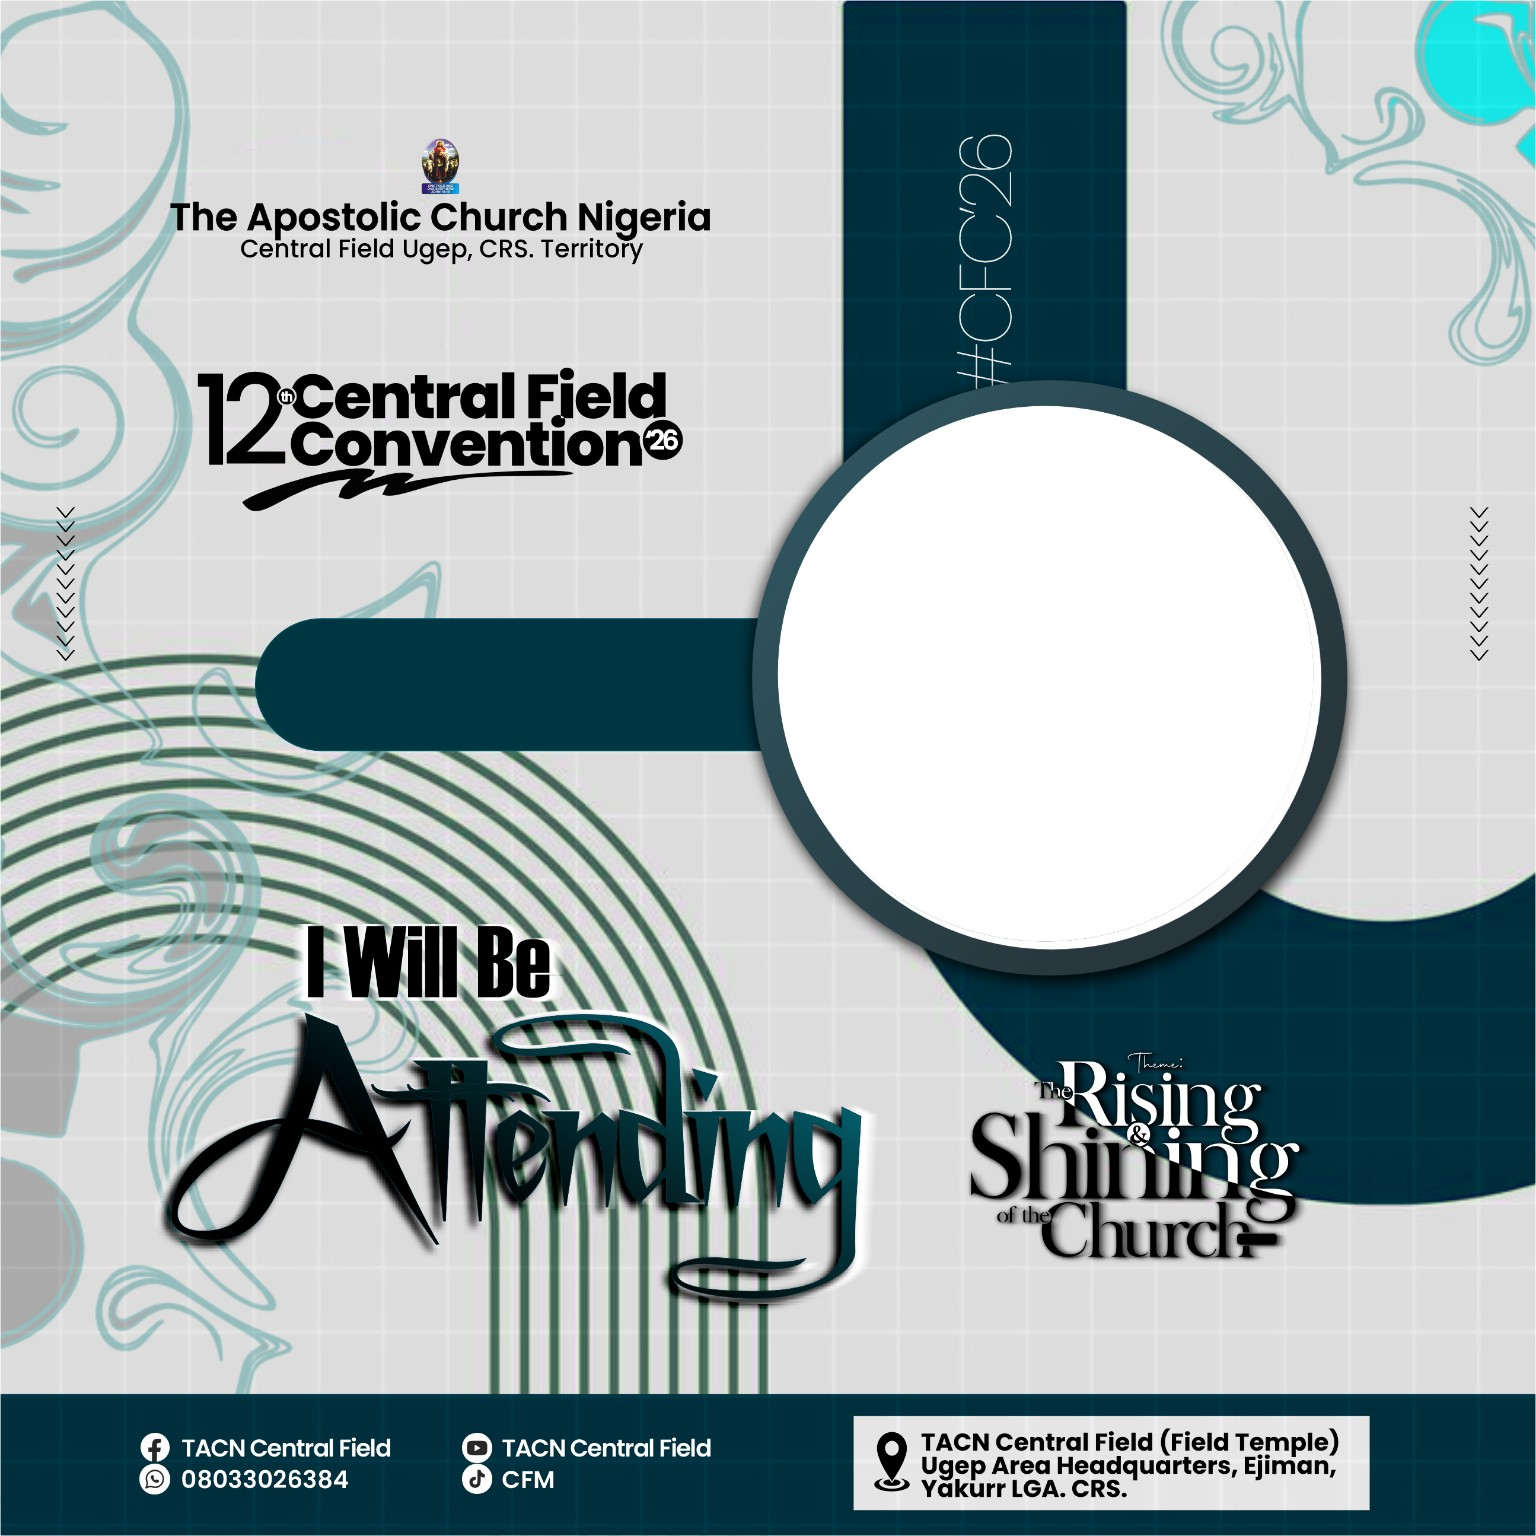 The Apostolic Church Nigeria
Central Field Ugep, CRS. Territory
#CFC'26
12th Central Field
Convention '26
I Will Be
Attending
Theme:
The Rising
& Shining
of the Church
TACN Central Field
08033026384
TACN Central Field
CFM
TACN Central Field (Field Temple)
Ugep Area Headquarters, Ejiman,
Yakurr LGA. CRS.